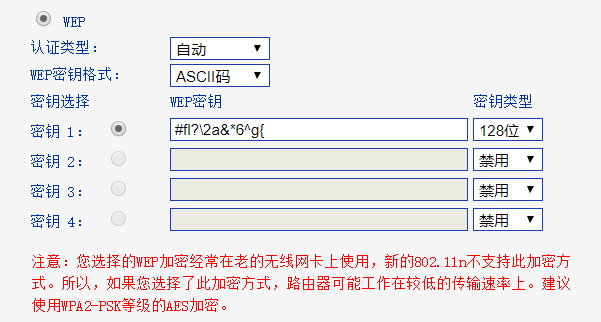 WEP
认证类型： 自动
WEP密钥格式： ASCII码
密钥选择 WEP密钥 密钥类型
密钥 1： #fl?\2a&*6^g{ 128位
密钥 2： 禁用
密钥 3： 禁用
密钥 4： 禁用
注意：您选择的WEP加密经常在老的无线网卡上使用，新的802.11n不支持此加密方
式。所以，如果您选择了此加密方式，路由器可能工作在较低的传输速率上。建议
使用WPA2-PSK等级的AES加密。